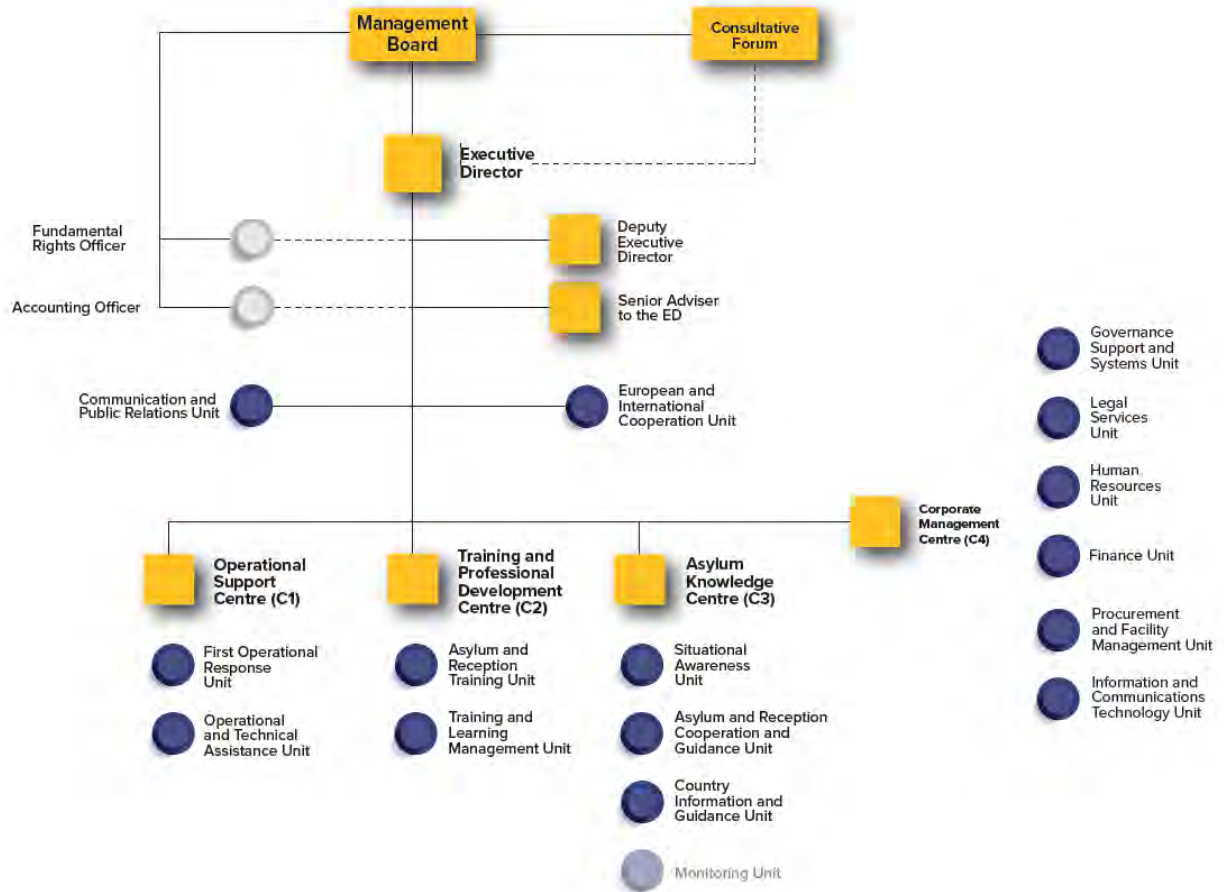 Management
Board
Consultative
Forum
Executive
Director
Fundamental
Rights Officer
Deputy
Executive
Director
Accounting Officer
Senior Adviser
to the ED
Communication and
Public Relations Unit
European and
International
Cooperation Unit
Governance
Support and
Systems Unit
Legal
Services
Unit
Human
Resources
Unit
Finance Unit
Procurement
and Facility
Management Unit
Information and
Communications
Technology Unit
Corporate
Management
Centre (C4)
Operational
Support
Centre (C1)
First Operational
Response
Unit
Operational
and Technical
Assistance Unit
Training and
Professional
Development
Centre (C2)
Asylum and
Reception
Training Unit
Training and
Learning
Management Unit
Asylum
Knowledge
Centre (C3)
Situational
Awareness
Unit
Asylum and Reception
Cooperation and
Guidance Unit
Country
Information and
Guidance Unit
Monitoring Unit